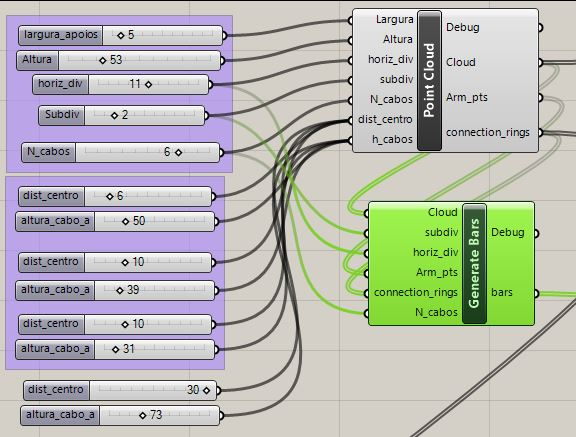 largura_apoios 5
Altura 53
horiz_div 11
Subdiv 2
N_cabos 6
dist_centro 6
altura_cabo_a 50
dist_centro 10
altura_cabo_a 39
dist_centro 10
altura_cabo_a 31
dist_centro 30
altura_cabo_a 73
Largura
Altura
horiz_div
subdiv
N_cabos
dist_centro
h_cabos
Point Cloud
Debug
Cloud
Arm_pts
connection_rings
Cloud
subdiv
horiz_div
Arm_pts
connection_rings
N_cabos
Generate Bars
Debug
bars